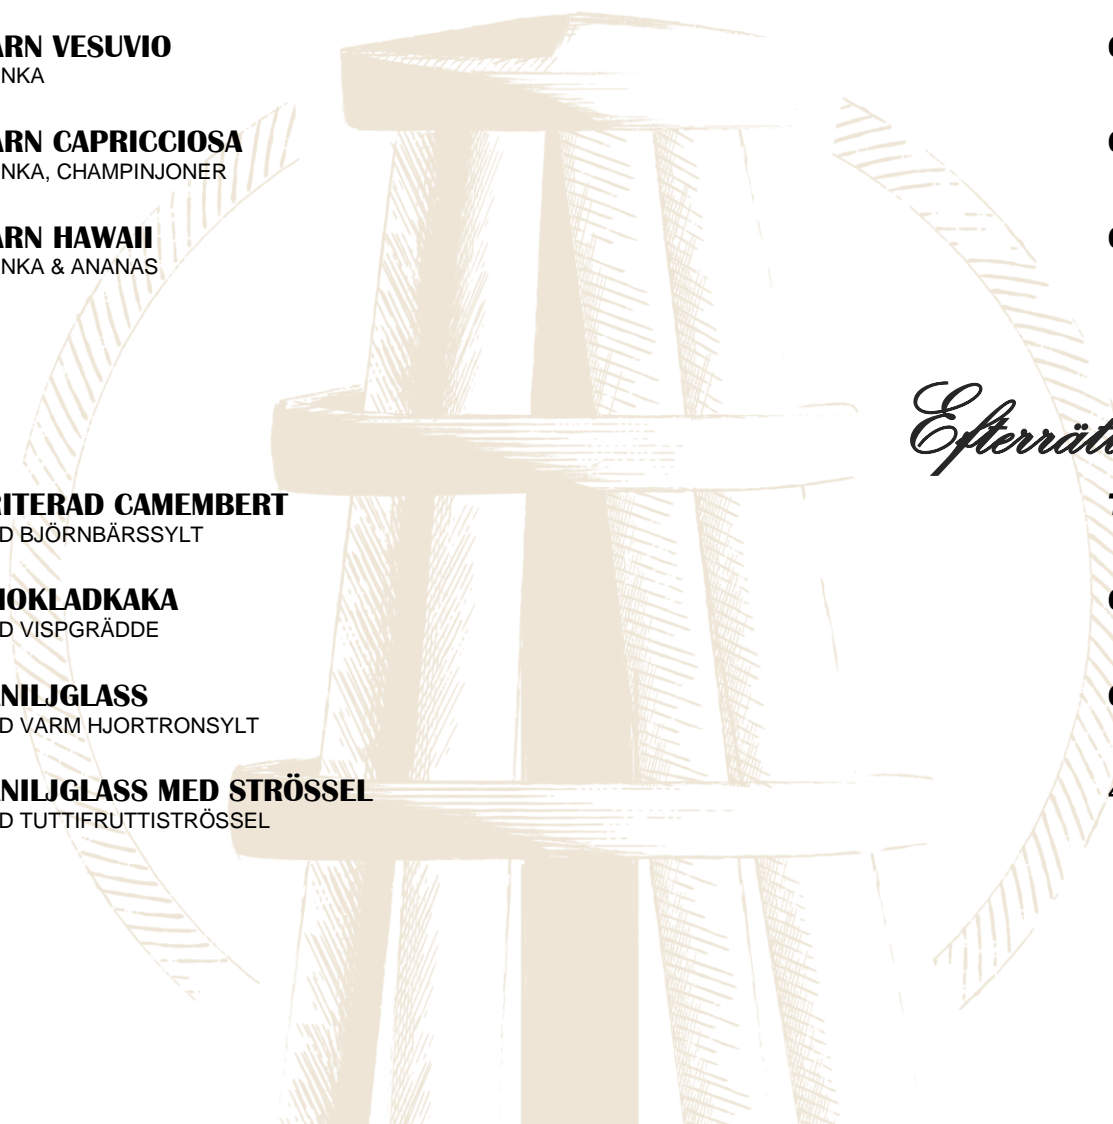 ARN VESUVIO
NKA
ARN CAPRICCIOSA
NKA, CHAMPINJONER
ARN HAWAII
NKA & ANANAS
Efterrätt
RITERAD CAMEMBERT
D BJÖRNBÄRSSYLT
HOKLADKAKA
D VISPGRÄDDE
NILJGLASS
D VARM HJORTRONSYLT
NILJGLASS MED STRÖSSEL
D TUTTIFRUTTISTRÖSSEL